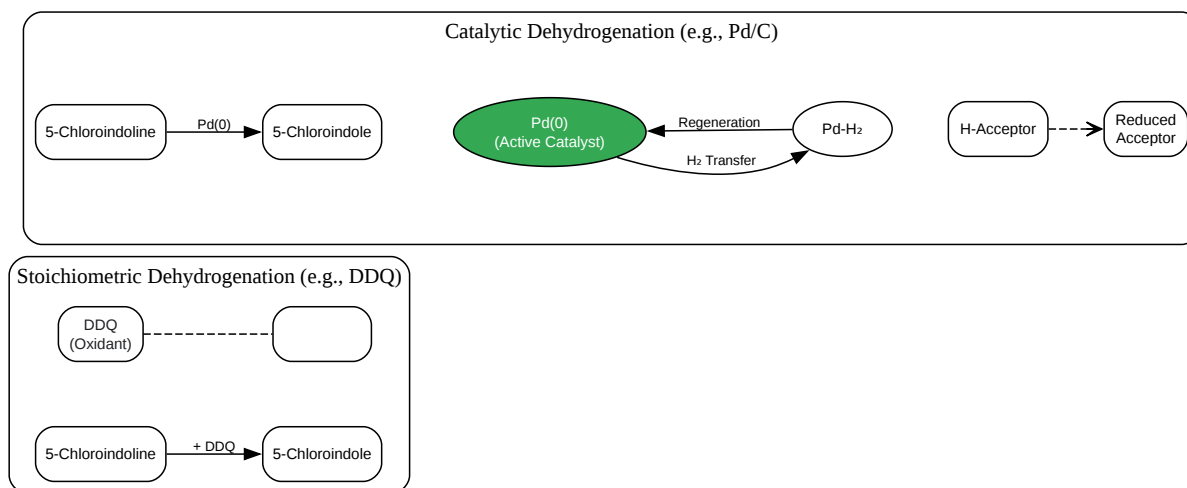 Catalytic Dehydrogenation (e.g., Pd/C)
5-Chloroindoline
Pd(0)
5-Chloroindole
Pd(0)
(Active Catalyst)
Regeneration
H₂ Transfer
Pd-H₂
H-Acceptor
Reduced
Acceptor
Stoichiometric Dehydrogenation (e.g., DDQ)
DDQ
(Oxidant)
5-Chloroindoline
+ DDQ
5-Chloroindole